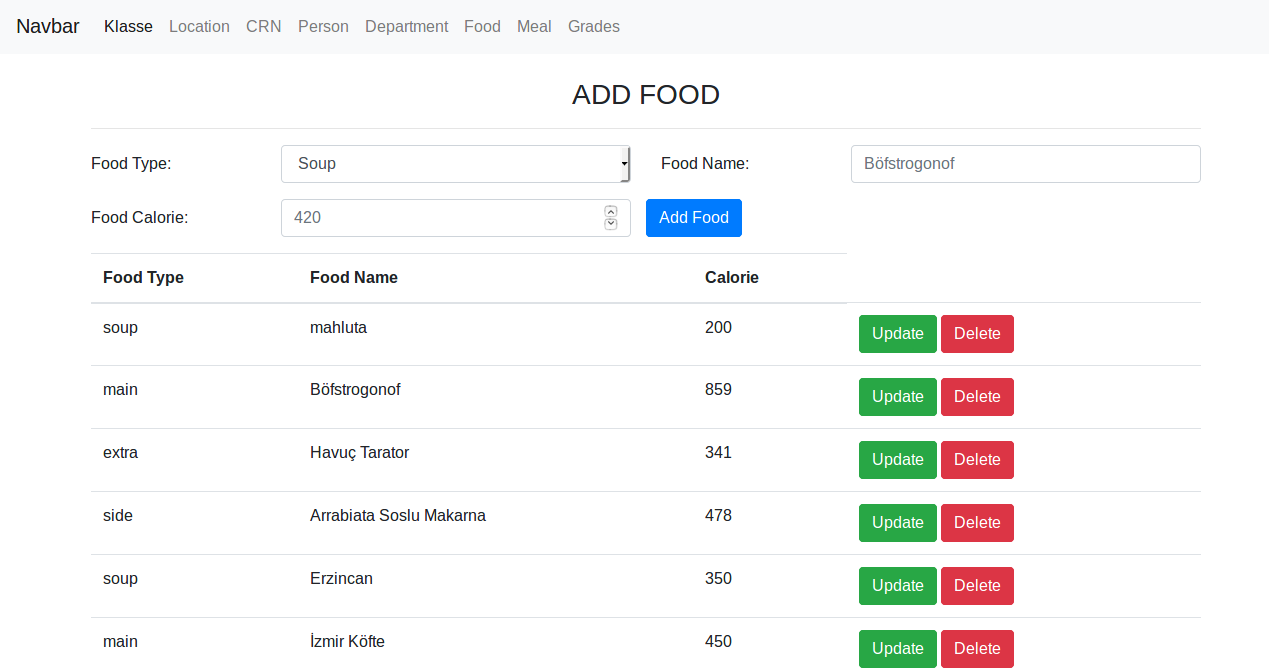 Navbar Klasse Location CRN Person Department Food Meal Grades
ADD FOOD
Food Type: Soup Food Name: Böfstrogonof
Food Calorie: 420 Add Food
Food Type Food Name Calorie
soup mahluta 200 Update Delete
main Böfstrogonof 859 Update Delete
extra Havuç Tarator 341 Update Delete
side Arrabiata Soslu Makarna 478 Update Delete
soup Erzincan 350 Update Delete
main İzmir Köfte 450 Update Delete